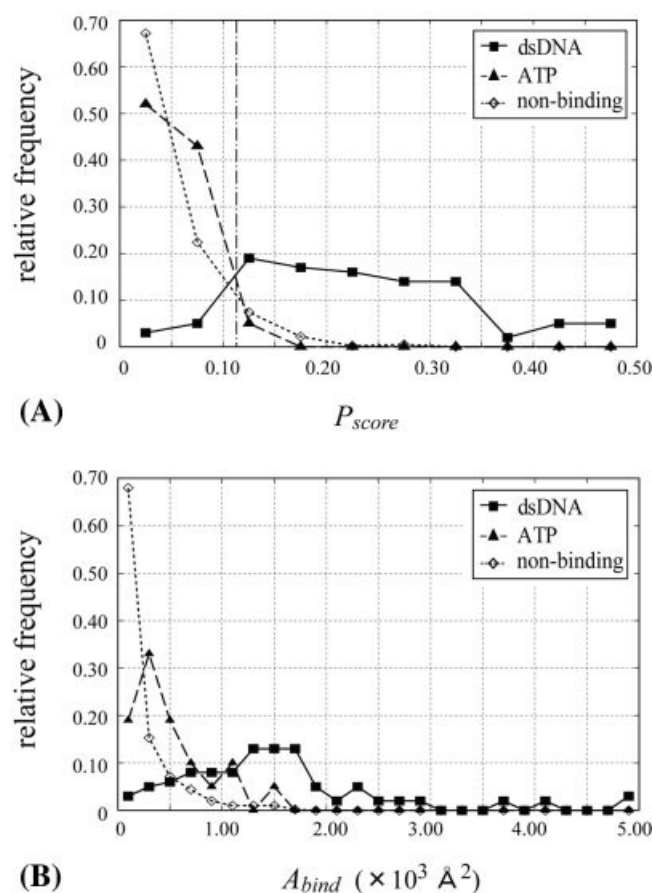 0.70
0.60
0.50
0.40
0.30
0.20
0.10
0
relative frequency
dsDNA
ATP
non-binding
0 0.10 0.20 0.30 0.40 0.50
(A) P_score
0.70
0.60
0.50
0.40
0.30
0.20
0.10
0
relative frequency
dsDNA
ATP
non-binding
0 1.00 2.00 3.00 4.00 5.00
(B) A_bind (×10³ Å²)